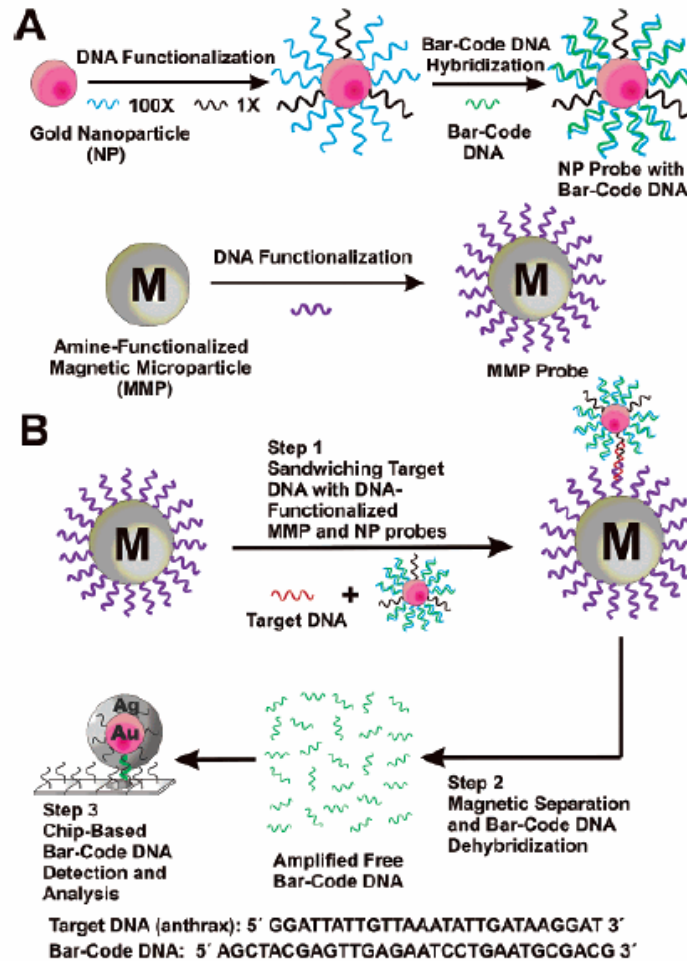 A
DNA Functionalization
100X 1X
Gold Nanoparticle
(NP)
Bar-Code DNA
Hybridization
Bar-Code
DNA
NP Probe with
Bar-Code DNA
M
DNA Functionalization
M
Amine-Functionalized
Magnetic Microparticle
(MMP)
MMP Probe
B
M
Step 1
Sandwiching Target
DNA with DNA-
Functionalized
MMP and NP probes
+
Target DNA
M
Ag
Au
Step 3
Chip-Based
Bar-Code DNA
Detection and
Analysis
Amplified Free
Bar-Code DNA
Step 2
Magnetic Separation
and Bar-Code DNA
Dehybridization
Target DNA (anthrax): 5´ GGATTATTGTTAAATATTGATAAGGAT 3´
Bar-Code DNA: 5´ AGCTACGAGTTGAGAATCCTGAATGCGACG 3´